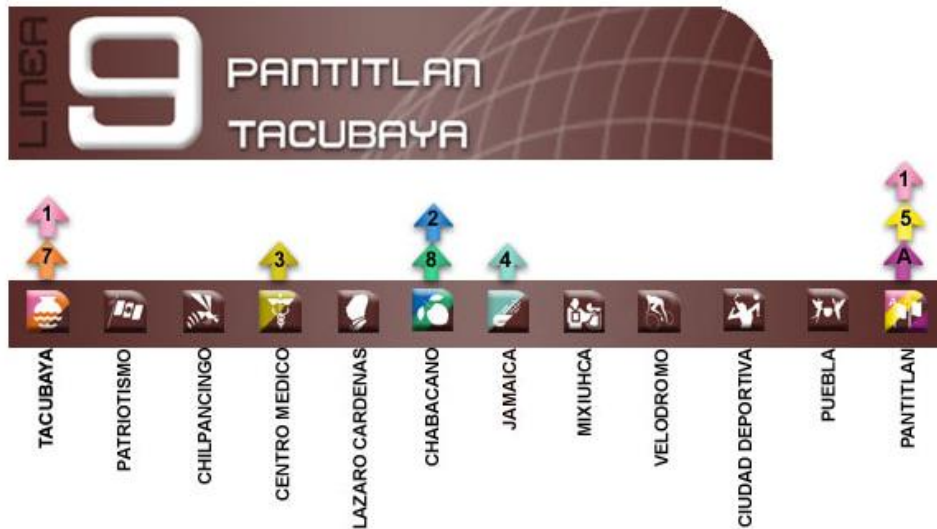 LINEA
9
PANTITLAN
TACUBAYA
1
7
3
2
8
4
1
5
A
TACUBAYA
PATRIOTISMO
CHILPANCINGO
CENTRO MEDICO
LAZARO CARDENAS
CHABACANO
JAMAICA
MIXIUHCA
VELODROMO
CIUDAD DEPORTIVA
PUEBLA
PANTITLAN